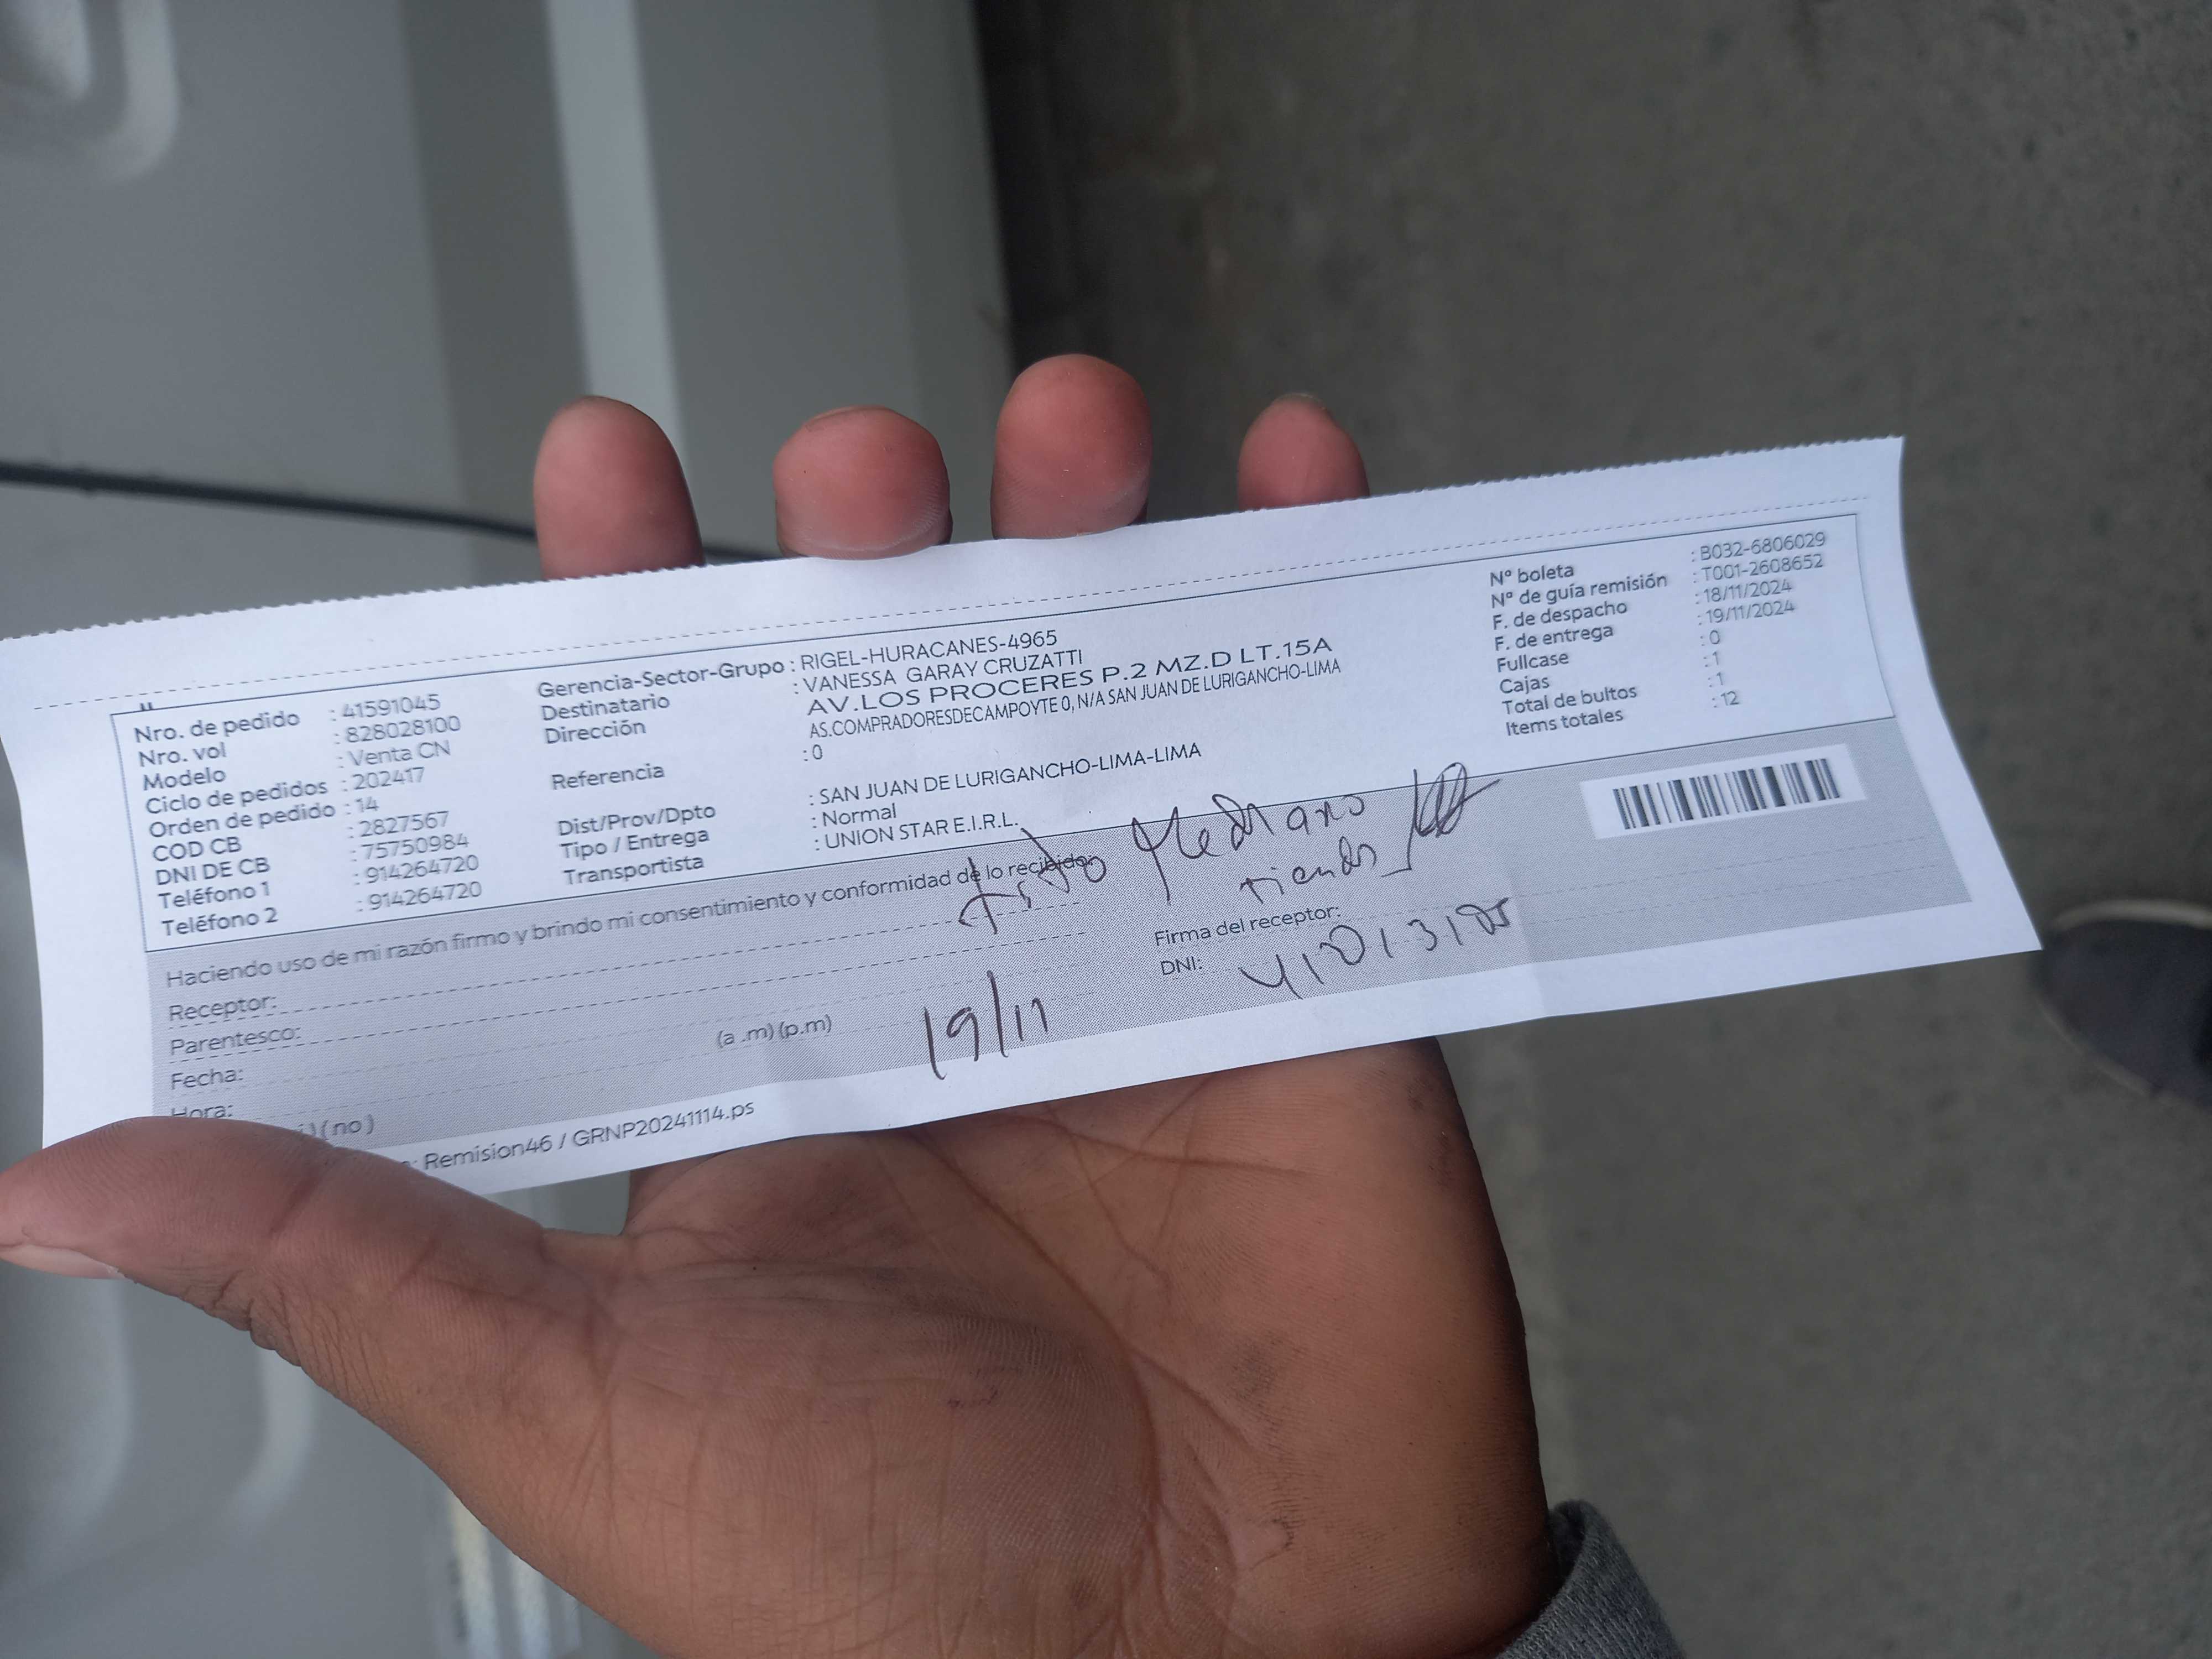 Nro. de pedido : 41591045
Nro. vol : 828028100
Modelo : Venta CN
Ciclo de pedidos : 202417
Orden de pedido : 14
COD CB : 2827567
DNI DE CB : 75750984
Teléfono 1 : 914264720
Teléfono 2 : 914264720
Gerencia-Sector-Grupo : RIGEL-HURACANES-4965
Destinatario : VANESSA GARAY CRUZATTI
Dirección AV.LOS PROCERES P.2 MZ.D LT.15A
AS.COMPRADORESDECAMPOYTE 0, N/A SAN JUAN DE LURIGANCHO-LIMA
: 0
Referencia
Dist/Prov/Dpto : SAN JUAN DE LURIGANCHO-LIMA-LIMA
Tipo / Entrega : Normal
Transportista : UNION STAR E.I.R.L.
N° boleta : B032-6806029
N° de guía remisión : T001-2608652
F. de despacho : 18/11/2024
F. de entrega : 19/11/2024
Fullcase : 0
Cajas : 1
Total de bultos : 1
Items totales : 12
Haciendo uso de mi razón firmo y brindo mi consentimiento y conformidad de lo recibido:
Receptor: Medrano
Parentesco: tienda
Fecha: 19/11
Hora: (a .m) (p.m)
Firma del receptor:
DNI:
( no )
: Remision46 / GRNP20241114.ps